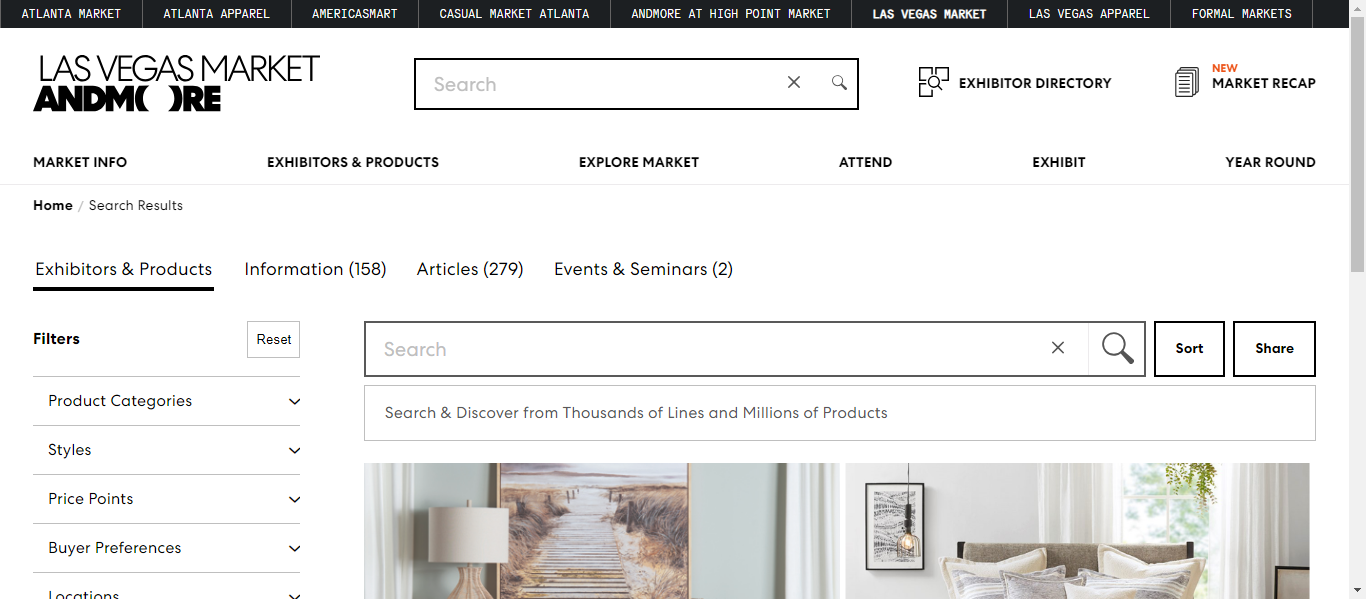 ATLANTA MARKET
ATLANTA APPAREL
AMERICASMART
CASUAL MARKET ATLANTA
ANDMORE AT HIGH POINT MARKET
LAS VEGAS MARKET
LAS VEGAS APPAREL
FORMAL MARKETS
LAS VEGAS MARKET
ANDM( )RE
Search
EXHIBITOR DIRECTORY
NEW
MARKET RECAP
MARKET INFO
EXHIBITORS & PRODUCTS
EXPLORE MARKET
ATTEND
EXHIBIT
YEAR ROUND
Home / Search Results
Exhibitors & Products
Information (158)
Articles (279)
Events & Seminars (2)
Filters
Reset
Search
Sort
Share
Search & Discover from Thousands of Lines and Millions of Products
Product Categories
Styles
Price Points
Buyer Preferences
Locations